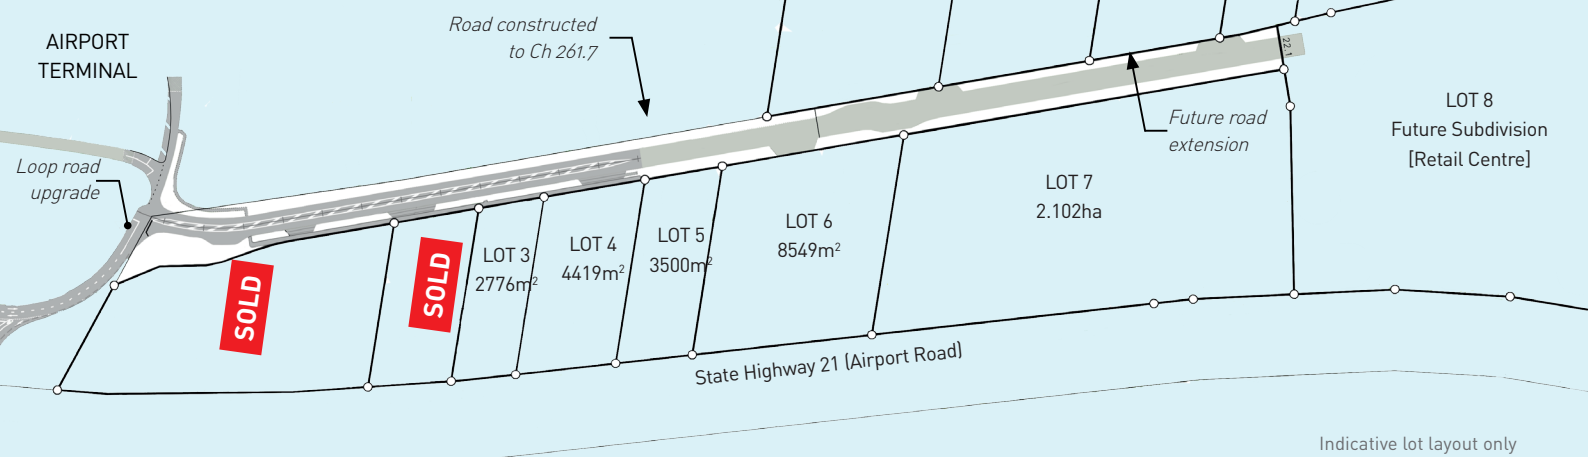 AIRPORT
TERMINAL
Road constructed
to Ch 261.7
22.1
Loop road
upgrade
Future road
extension
LOT 8
Future Subdivision
[Retail Centre]
SOLD
SOLD
LOT 3
2776m²
LOT 4
4419m²
LOT 5
3500m²
LOT 6
8549m²
LOT 7
2.102ha
State Highway 21 (Airport Road)
Indicative lot layout only